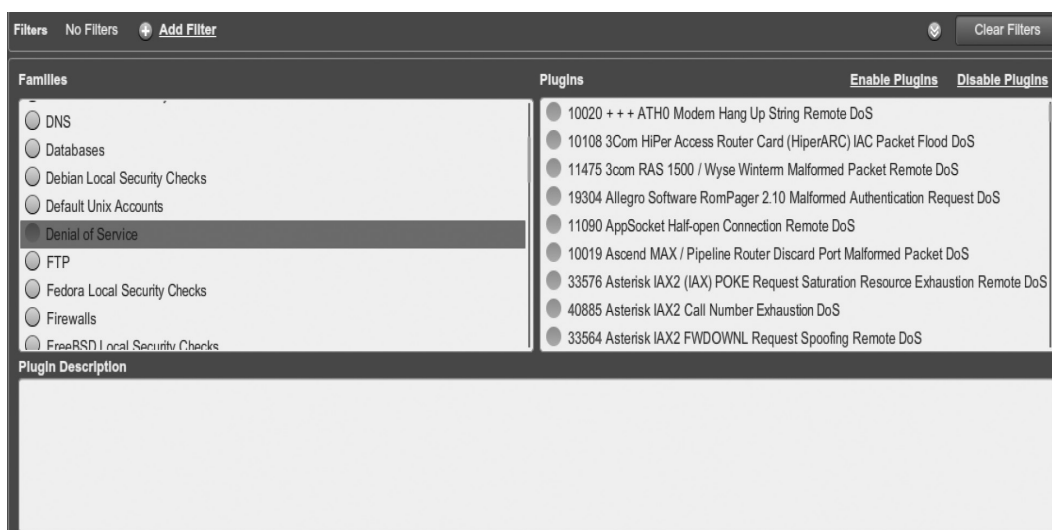 Filters No Filters Add Filter Clear Filters
Families
DNS
Databases
Debian Local Security Checks
Default Unix Accounts
Denial of Service
FTP
Fedora Local Security Checks
Firewalls
FreeBSD Local Security Checks
Plugins Enable Plugins Disable Plugins
10020 + + + ATH0 Modem Hang Up String Remote DoS
10108 3Com HiPer Access Router Card (HiperARC) IAC Packet Flood DoS
11475 3com RAS 1500 / Wyse Winterm Malformed Packet Remote DoS
19304 Allegro Software RomPager 2.10 Malformed Authentication Request DoS
11090 AppSocket Half-open Connection Remote DoS
10019 Ascend MAX / Pipeline Router Discard Port Malformed Packet DoS
33576 Asterisk IAX2 (IAX) POKE Request Saturation Resource Exhaustion Remote DoS
40885 Asterisk IAX2 Call Number Exhaustion DoS
33564 Asterisk IAX2 FWDOWNL Request Spoofing Remote DoS
Plugin Description